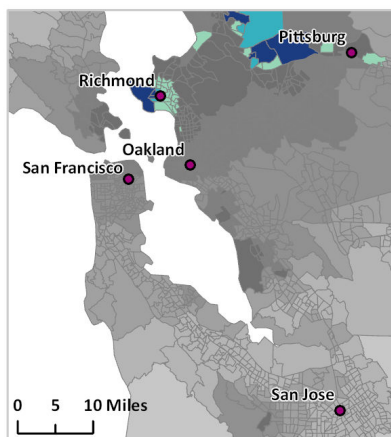 Pittsburg
Richmond
Oakland
San Francisco
San Jose
0 5 10 Miles